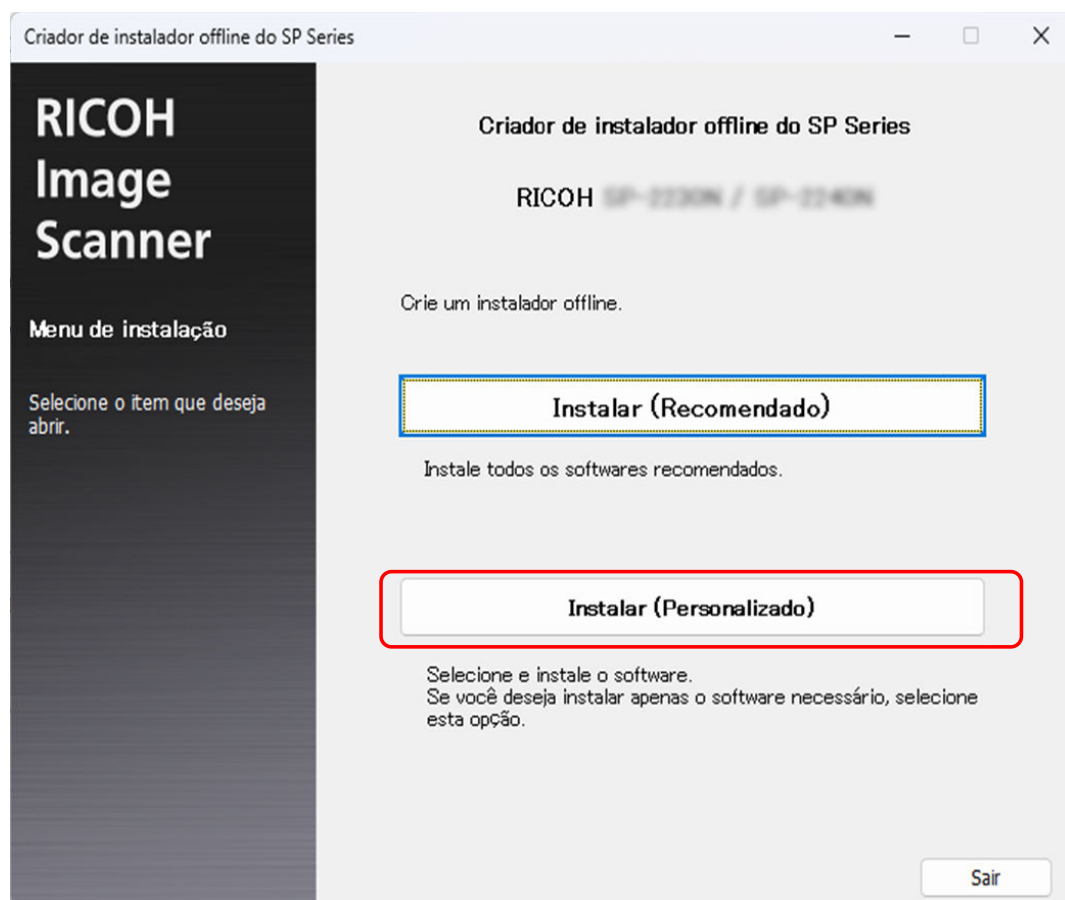 Criador de instalador offline do SP Series
RICOH
Image
Scanner
Menu de instalação
Selecione o item que deseja
abrir.
Criador de instalador offline do SP Series
RICOH
Crie um instalador offline.
Instalar (Recomendado)
Instale todos os softwares recomendados.
Instalar (Personalizado)
Selecione e instale o software.
Se você deseja instalar apenas o software necessário, selecione
esta opção.
Sair